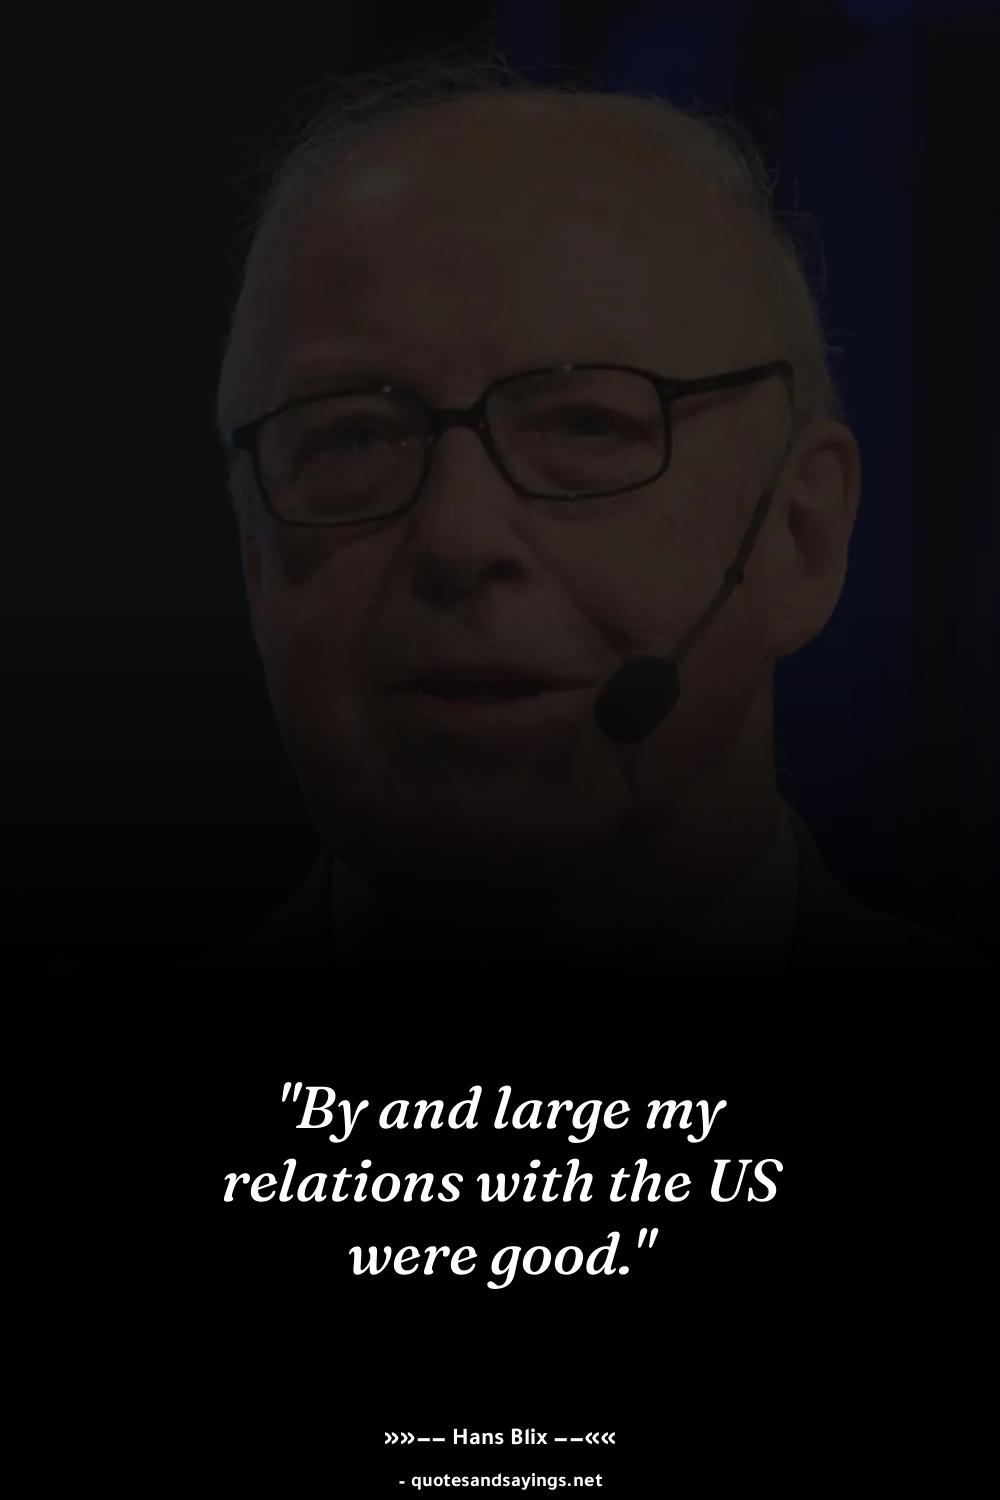 "By and large my
relations with the US
were good."
»»–– Hans Blix ––««
- quotesandsayings.net